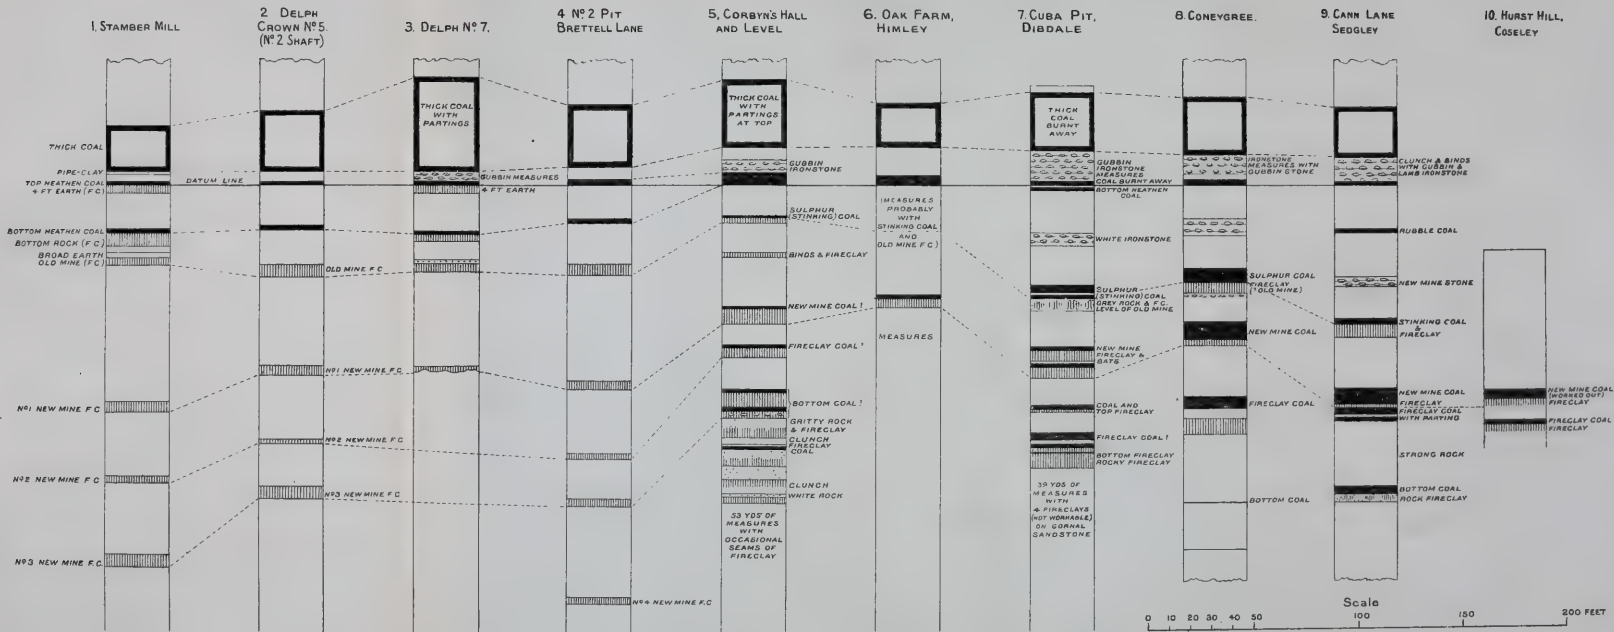 1, STAMBER MILL
2 DELPH
CROWN Nº 5.
(Nº 2 SHAFT)
3. DELPH Nº 7.
4 Nº 2 PIT
BRETTELL LANE
5, CORBYN'S HALL
AND LEVEL
6. OAK FARM,
HIMLEY
7. CUBA PIT,
DIBDALE
8. CONEYGREE.
9. CANN LANE
SEDGLEY
10. HURST HILL,
COSELEY
THICK COAL
PIPE-CLAY
TOP HEATHEN COAL
4 FT EARTH (F C)
BOTTOM HEATHEN COAL
BOTTOM ROCK (F C)
BROAD EARTH
OLD MINE (F C)
Nº1 NEW MINE F C
Nº2 NEW MINE F C
Nº3 NEW MINE F.C.
DATUM LINE
OLD MINE F C
Nº1 NEW MINE F.C
Nº2 NEW MINE F C
Nº3 NEW MINE F C
THICK COAL
WITH
PARTINGS
GUBBIN MEASURES
4 FT EARTH
Nº4 NEW MINE F C
THICK COAL
WITH
PARTINGS
AT TOP
GUBBIN
IRONSTONE
SULPHUR
(STINKING) COAL
BINDS & FIRECLAY
NEW MINE COAL !
FIRECLAY COAL !
BOTTOM COAL !
GRITTY ROCK
& FIRECLAY
CLUNCH
FIRECLAY
COAL
CLUNCH
WHITE ROCK
53 YDS OF
MEASURES
WITH
OCCASIONAL
SEAMS OF
FIRECLAY
(MEASURES
PROBABLY
WITH
STINKING COAL
AND
OLD MINE F C)
MEASURES
THICK
COAL
BURNT
AWAY
GUBBIN
IRONSTONE
MEASURES
COAL BURNT AWAY
BOTTOM HEATHEN
COAL
WHITE IRONSTONE
SULPHUR
(STINKING) COAL
GREY ROCK & F C.
LEVEL OF OLD MINE
NEW MINE
FIRECLAY &
BATS
COAL AND
TOP FIRECLAY
FIRECLAY COAL !
BOTTOM FIRECLAY
ROCKY FIRECLAY
39 YDS OF
MEASURES
WITH
4 FIRECLAYS
(NOT WORKABLE)
ON GORNAL
SANDSTONE
IRONSTONE
MEASURES WITH
GUBBIN STONE
SULPHUR COAL
FIRECLAY
(? OLD MINE)
NEW MINE COAL
FIRECLAY COAL
BOTTOM COAL
CLUNCH & BINDS
WITH GUBBIN &
LAMB IRONSTONE
RUBBLE COAL
NEW MINE STONE
STINKING COAL
&
FIRECLAY
NEW MINE COAL
FIRECLAY
FIRECLAY COAL
WITH PARTING
STRONG ROCK
BOTTOM COAL
ROCK FIRECLAY
NEW MINE COAL
(WORKED OUT)
FIRECLAY
FIRECLAY COAL
FIRECLAY
Scale
0 10 20 30 40 50 100 150 200 FEET